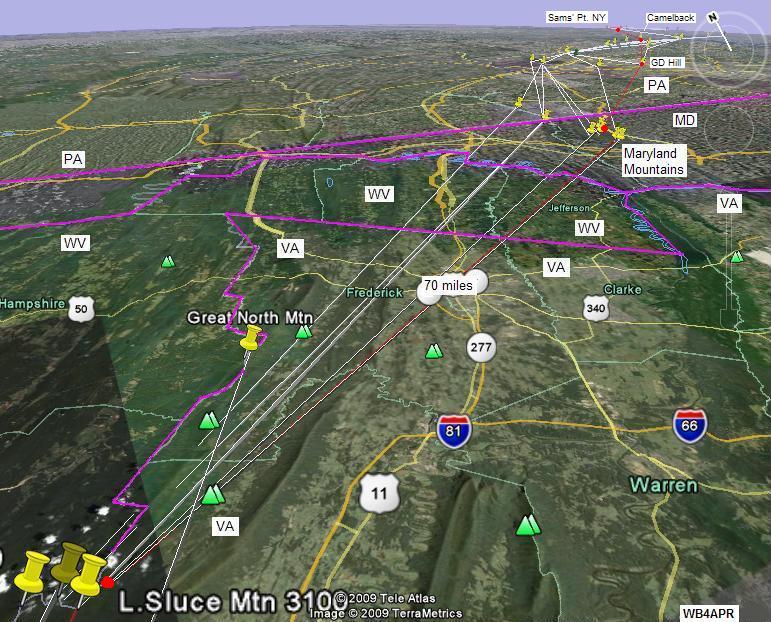 Sams' Pt. NY
Camelback
N
GD Hill
PA
MD
Maryland
Mountains
PA
WV
Jefferson
VA
WV
WV
VA
VA
70 miles
Frederick
Clarke
Hampshire
50
340
Great North Mtn
277
81
66
11
Warren
VA
L.Sluce Mtn 3100
© 2009 Tele Atlas
Image © 2009 TerraMetrics
WB4APR